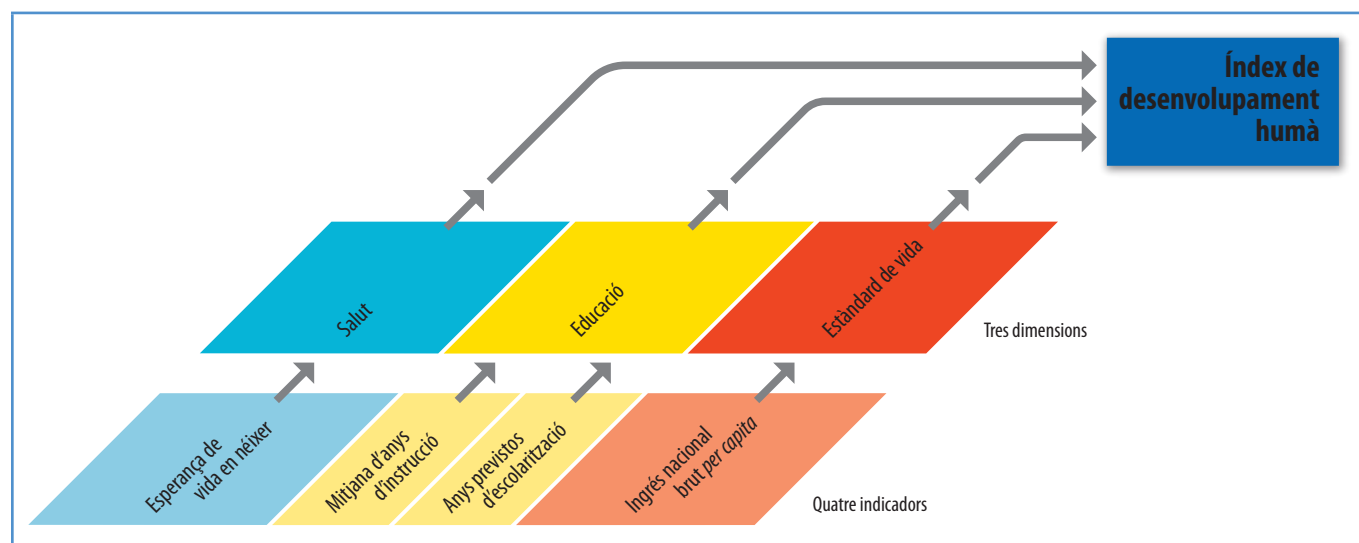 Índex de
desenvolupament
humà
Salut
Educació
Estàndard de vida
Tres dimensions
Esperança de
vida en néixer
Mitjana d'anys
d'instrucció
Anys previstos
d'escolarització
Ingrés nacional
brut per capita
Quatre indicadors